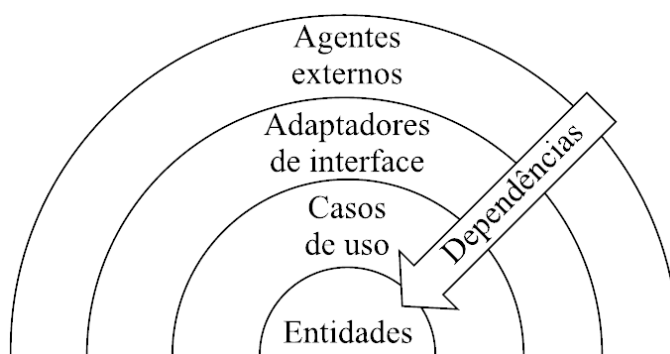 Agentes
externos
Adaptadores
de interface
Casos
de uso
Dependências
Entidades